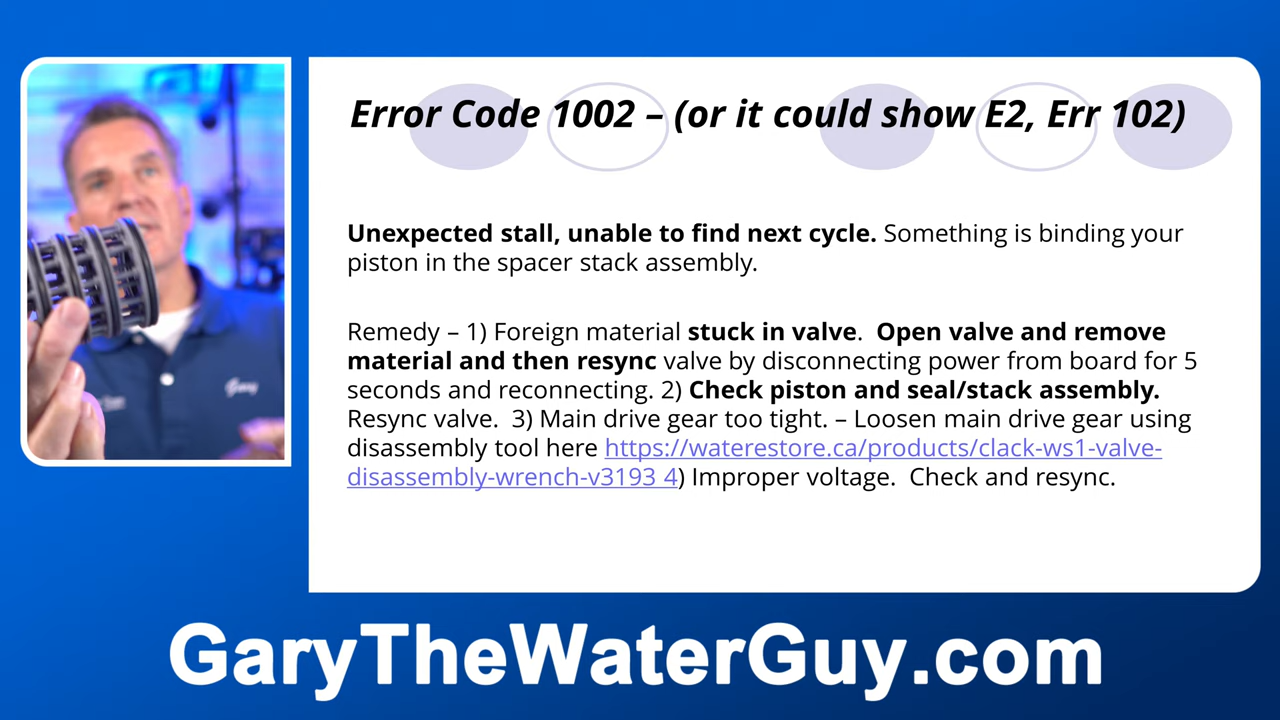 Error Code 1002 – (or it could show E2, Err 102)
Unexpected stall, unable to find next cycle. Something is binding your
piston in the spacer stack assembly.
Remedy – 1) Foreign material stuck in valve.  Open valve and remove
material and then resync valve by disconnecting power from board for 5
seconds and reconnecting. 2) Check piston and seal/stack assembly.
Resync valve.  3) Main drive gear too tight. – Loosen main drive gear using
disassembly tool here https://waterestore.ca/products/clack-ws1-valve-
disassembly-wrench-v3193 4) Improper voltage.  Check and resync.
Gary
GaryTheWaterGuy.com